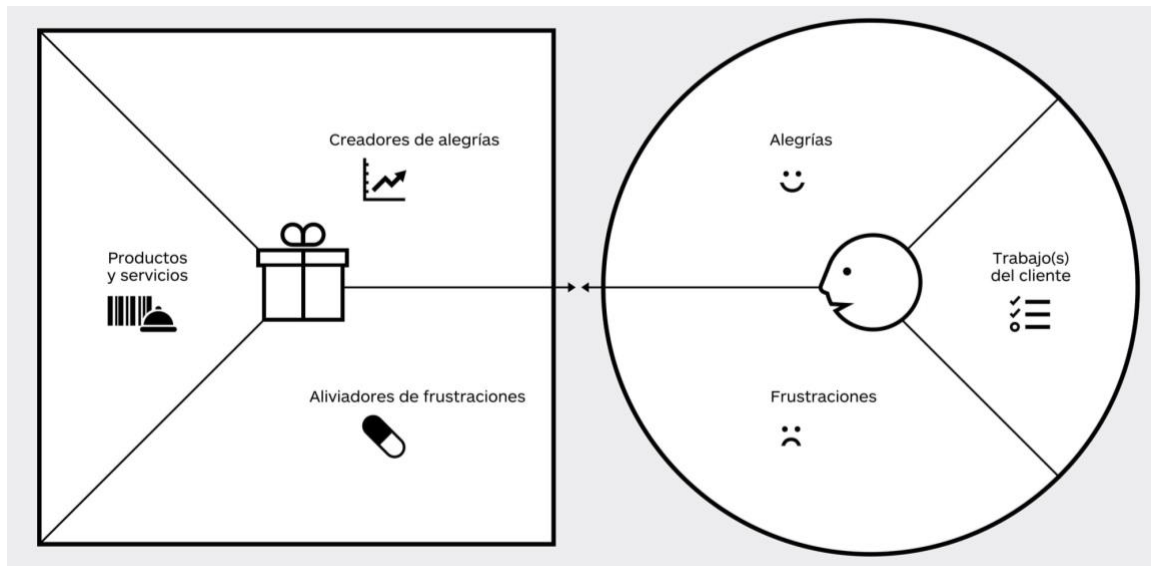 Creadores de alegrías
Alegrías
Productos
y servicios
Trabajo(s)
del cliente
Aliviadores de frustraciones
Frustraciones